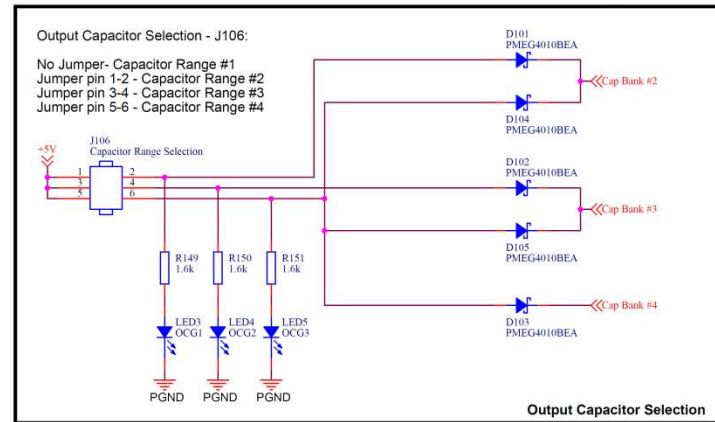 Output Capacitor Selection - J106:
No Jumper- Capacitor Range #1
Jumper pin 1-2 - Capacitor Range #2
Jumper pin 3-4 - Capacitor Range #3
Jumper pin 5-6 - Capacitor Range #4
D101
PMEG4010BEA
Cap Bank #2
D104
PMEG4010BEA
J106
Capacitor Range Selection
+5V
1 2
3 4
5 6
D102
PMEG4010BEA
Cap Bank #3
D105
PMEG4010BEA
R149
1.6k
R150
1.6k
R151
1.6k
Cap Bank #4
D103
PMEG4010BEA
LED3
OCG1
LED4
OCG2
LED5
OCG3
PGND PGND PGND
Output Capacitor Selection